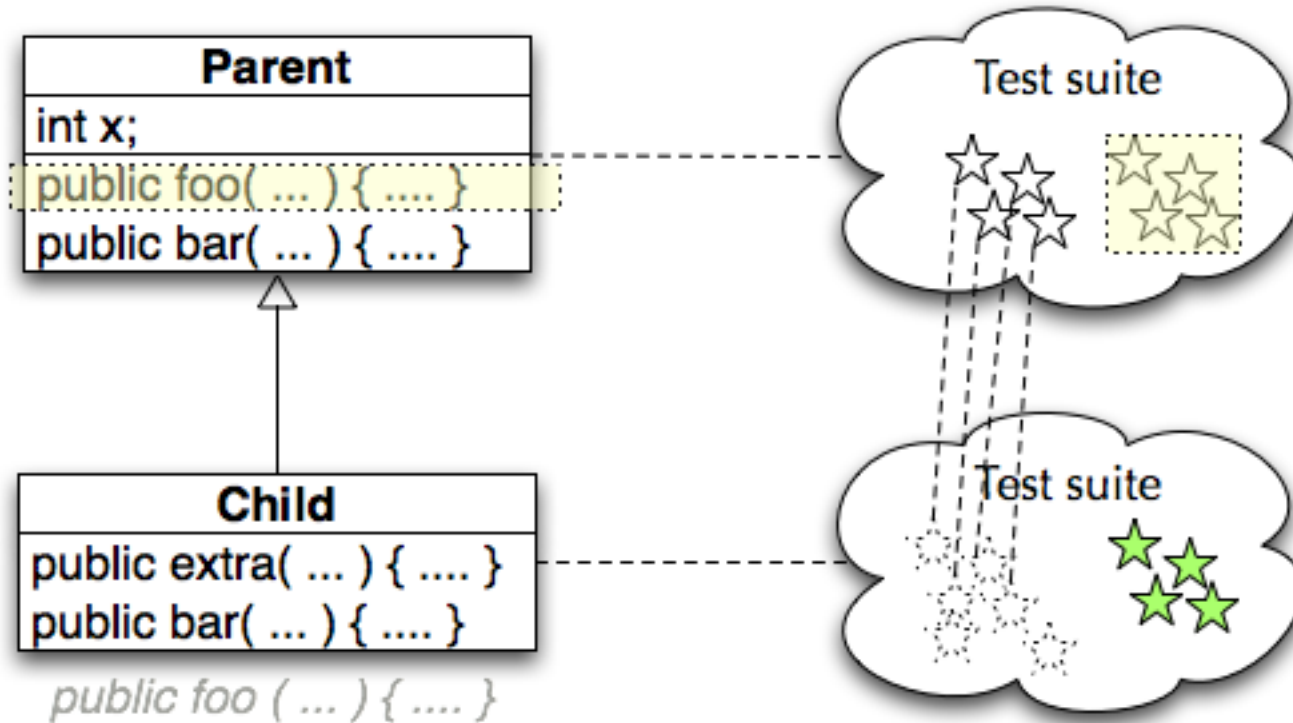 Parent
int x;
public foo( ... ) { .... }
public bar( ... ) { .... }
Test suite
Child
public extra( ... ) { .... }
public bar( ... ) { .... }
public foo ( ... ) { .... }
Test suite